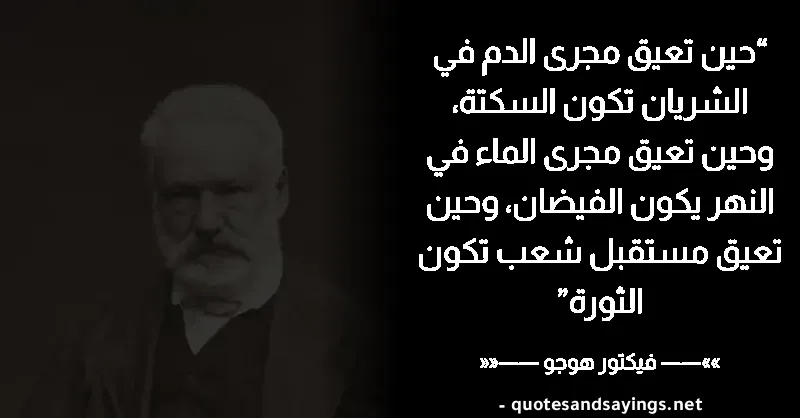 “حين تعيق مجرى الدم في
الشريان تكون السكتة،
وحين تعيق مجرى الماء في
النهر يكون الفيضان، وحين
تعيق مستقبل شعب تكون
الثورة”
»»—— فيكتور هوجو ——««
- quotesandsayings.net